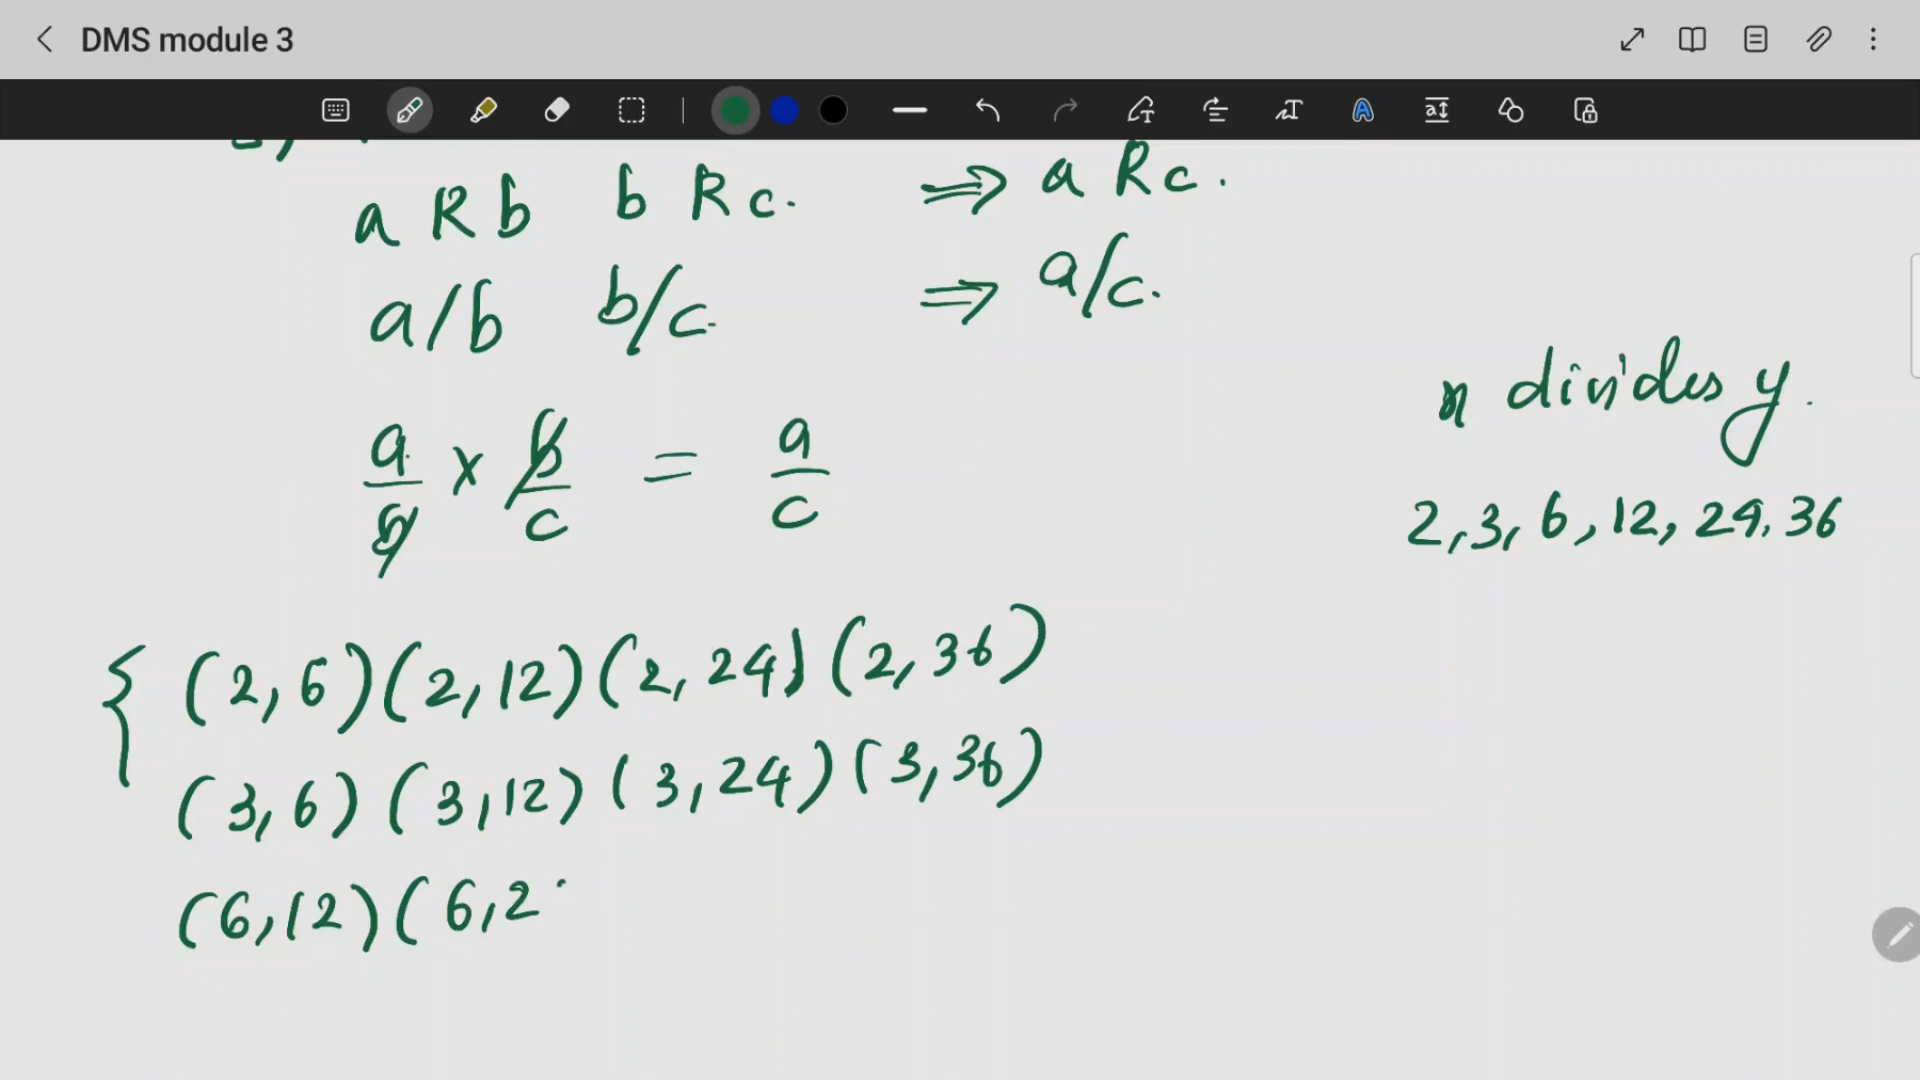 DMS module 3
a R b b R c. ⇒ a R c.
a/b b/c. ⇒ a/c.
a/b × b/c = a/c
x divides y.
2, 3, 6, 12, 24, 36
{ (2, 6) (2, 12) (2, 24) (2, 36)
(3, 6) (3, 12) (3, 24) (3, 36)
(6, 12) (6, 2